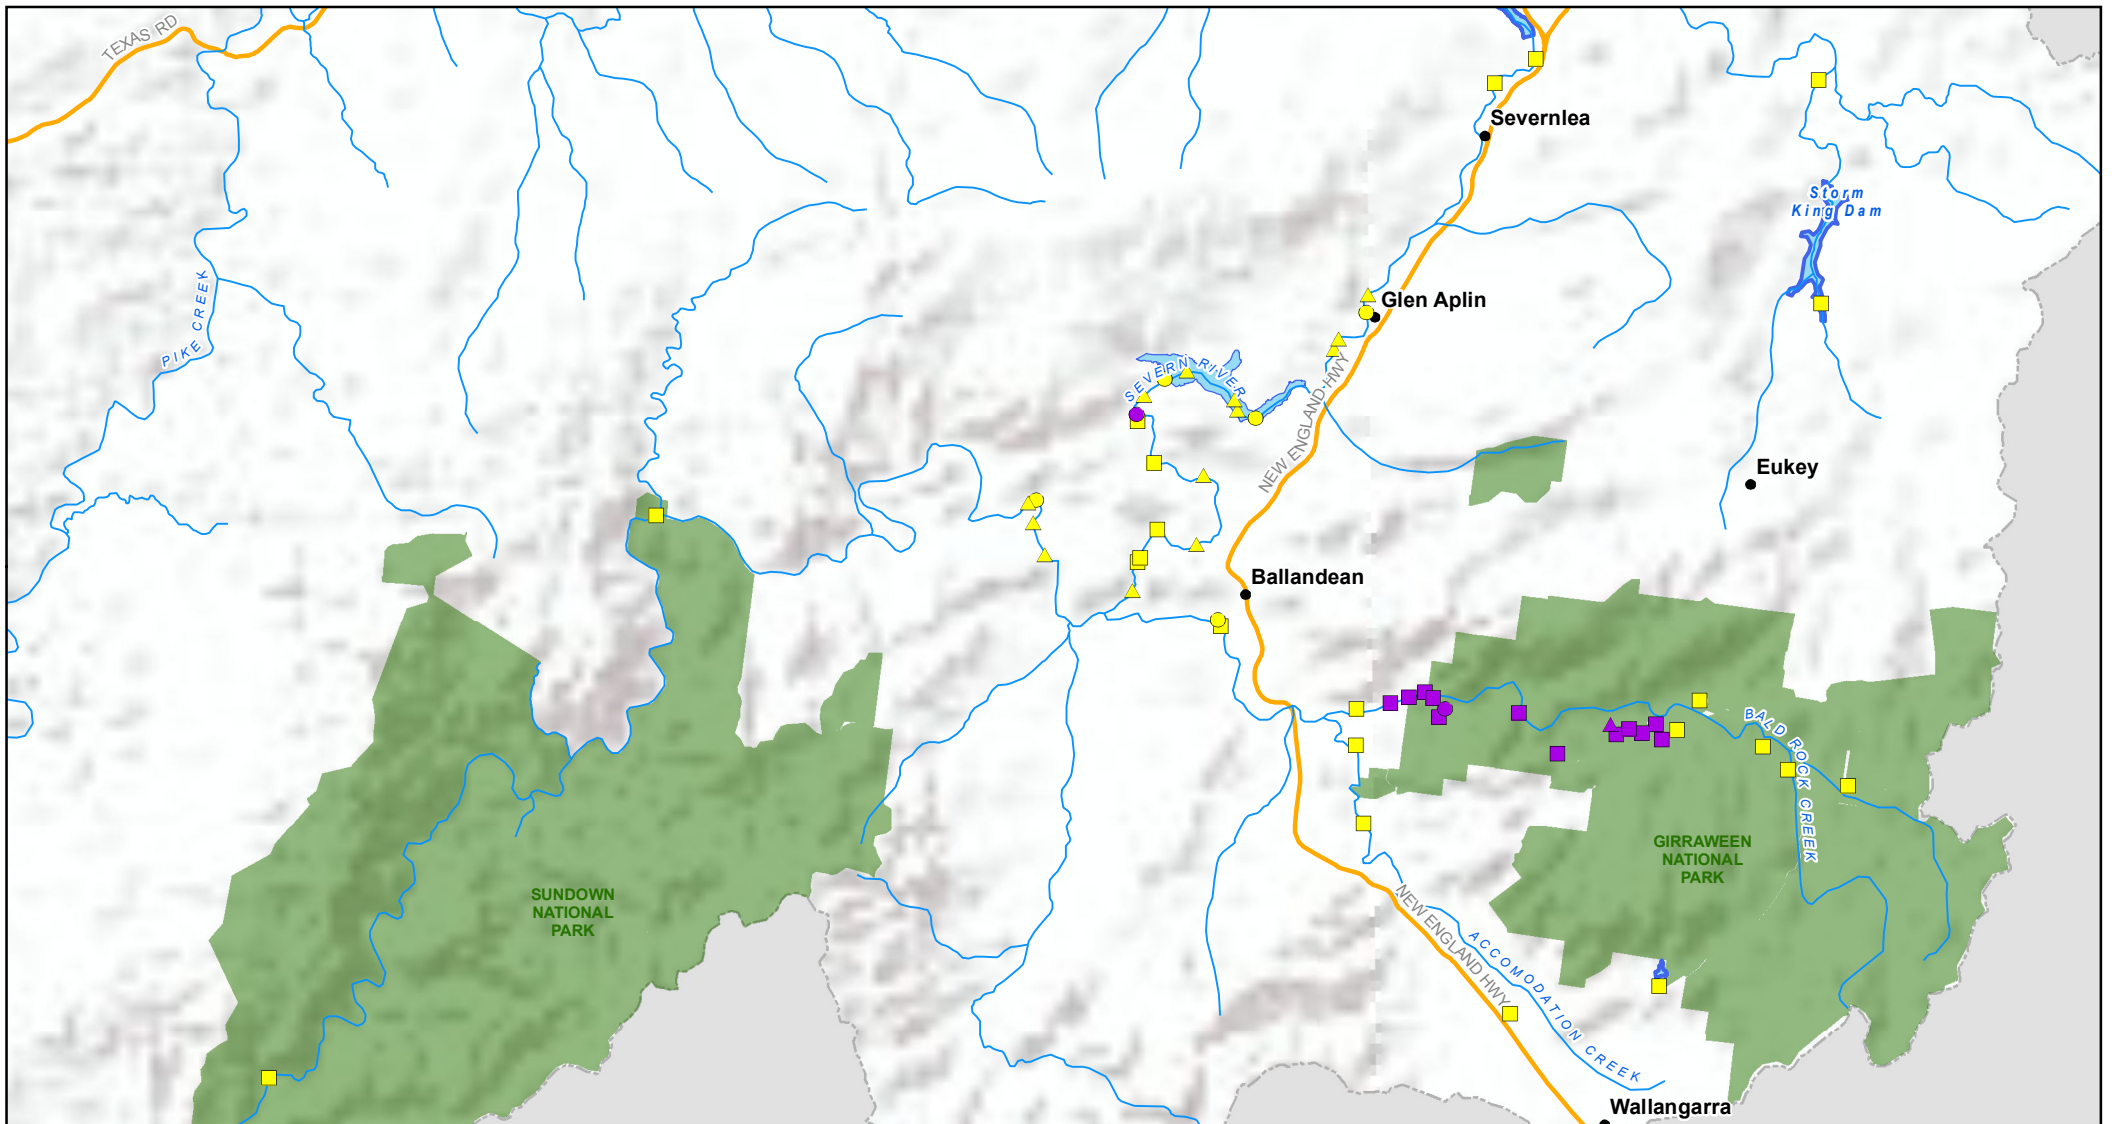 TEXAS RD
Severnlea
Storm
King Dam
PIKE CREEK
Glen Aplin
SEVERN RIVER
NEW ENGLAND HWY
Eukey
Ballandean
BALD ROCK CREEK
GIRRAWEEN
NATIONAL
PARK
SUNDOWN
NATIONAL
PARK
NEW ENGLAND HWY
ACCOMODATION CREEK
Wallangarra